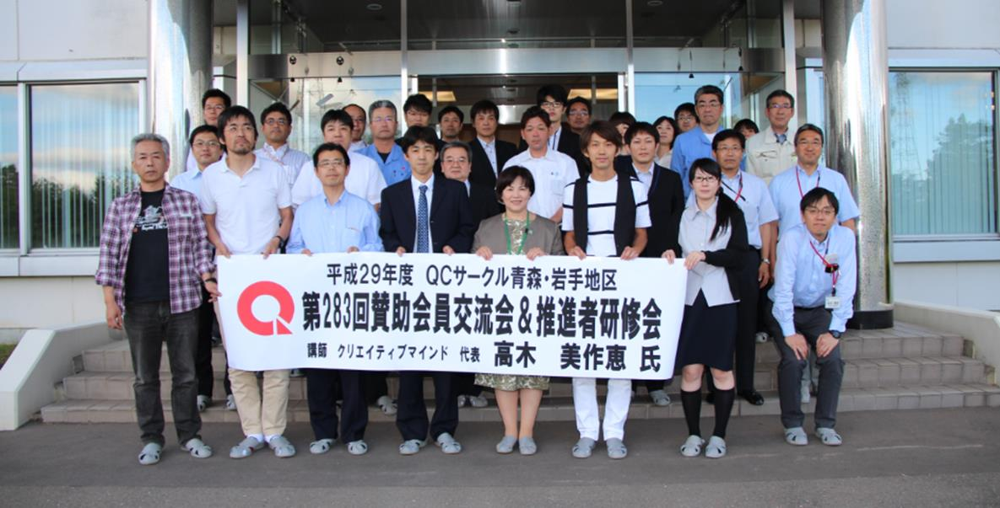 平成29年度 QCサークル青森・岩手地区
第283回賛助会員交流会＆推進者研修会
講師 クリエイティブマインド 代表 高木 美作恵 氏